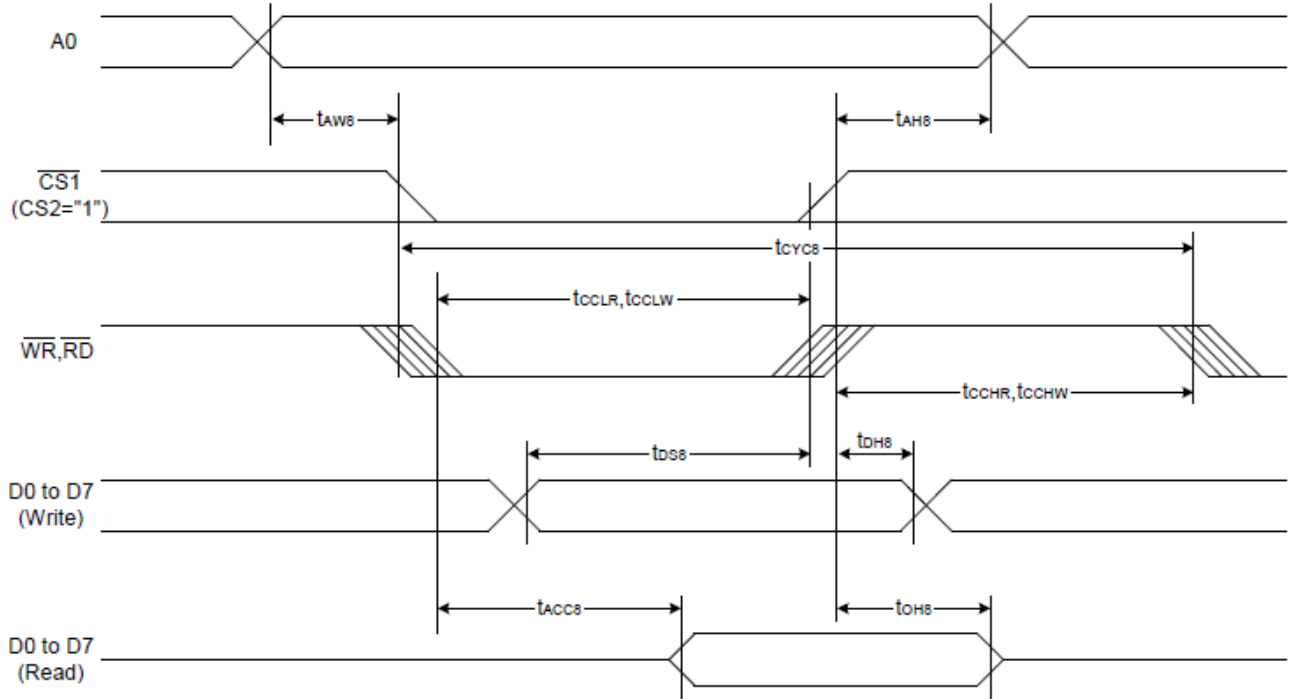 A0
tAW8
tAH8
CS1
(CS2="1")
tCYC8
tCCLR,tCCLW
WR,RD
tCCHR,tCCHW
tDS8
tDH8
D0 to D7
(Write)
tACC8
tOH8
D0 to D7
(Read)